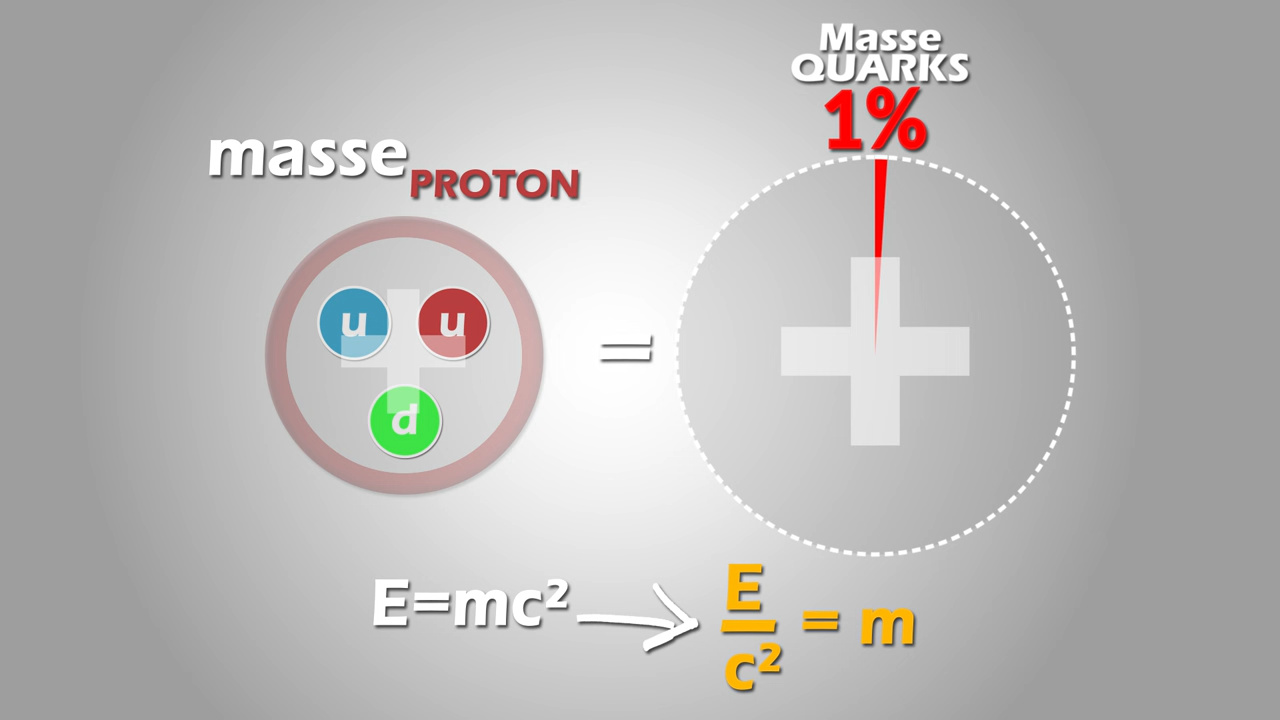 Masse
QUARKS
1%
masse PROTON
u u
d
=
E=mc²
E
c²
= m